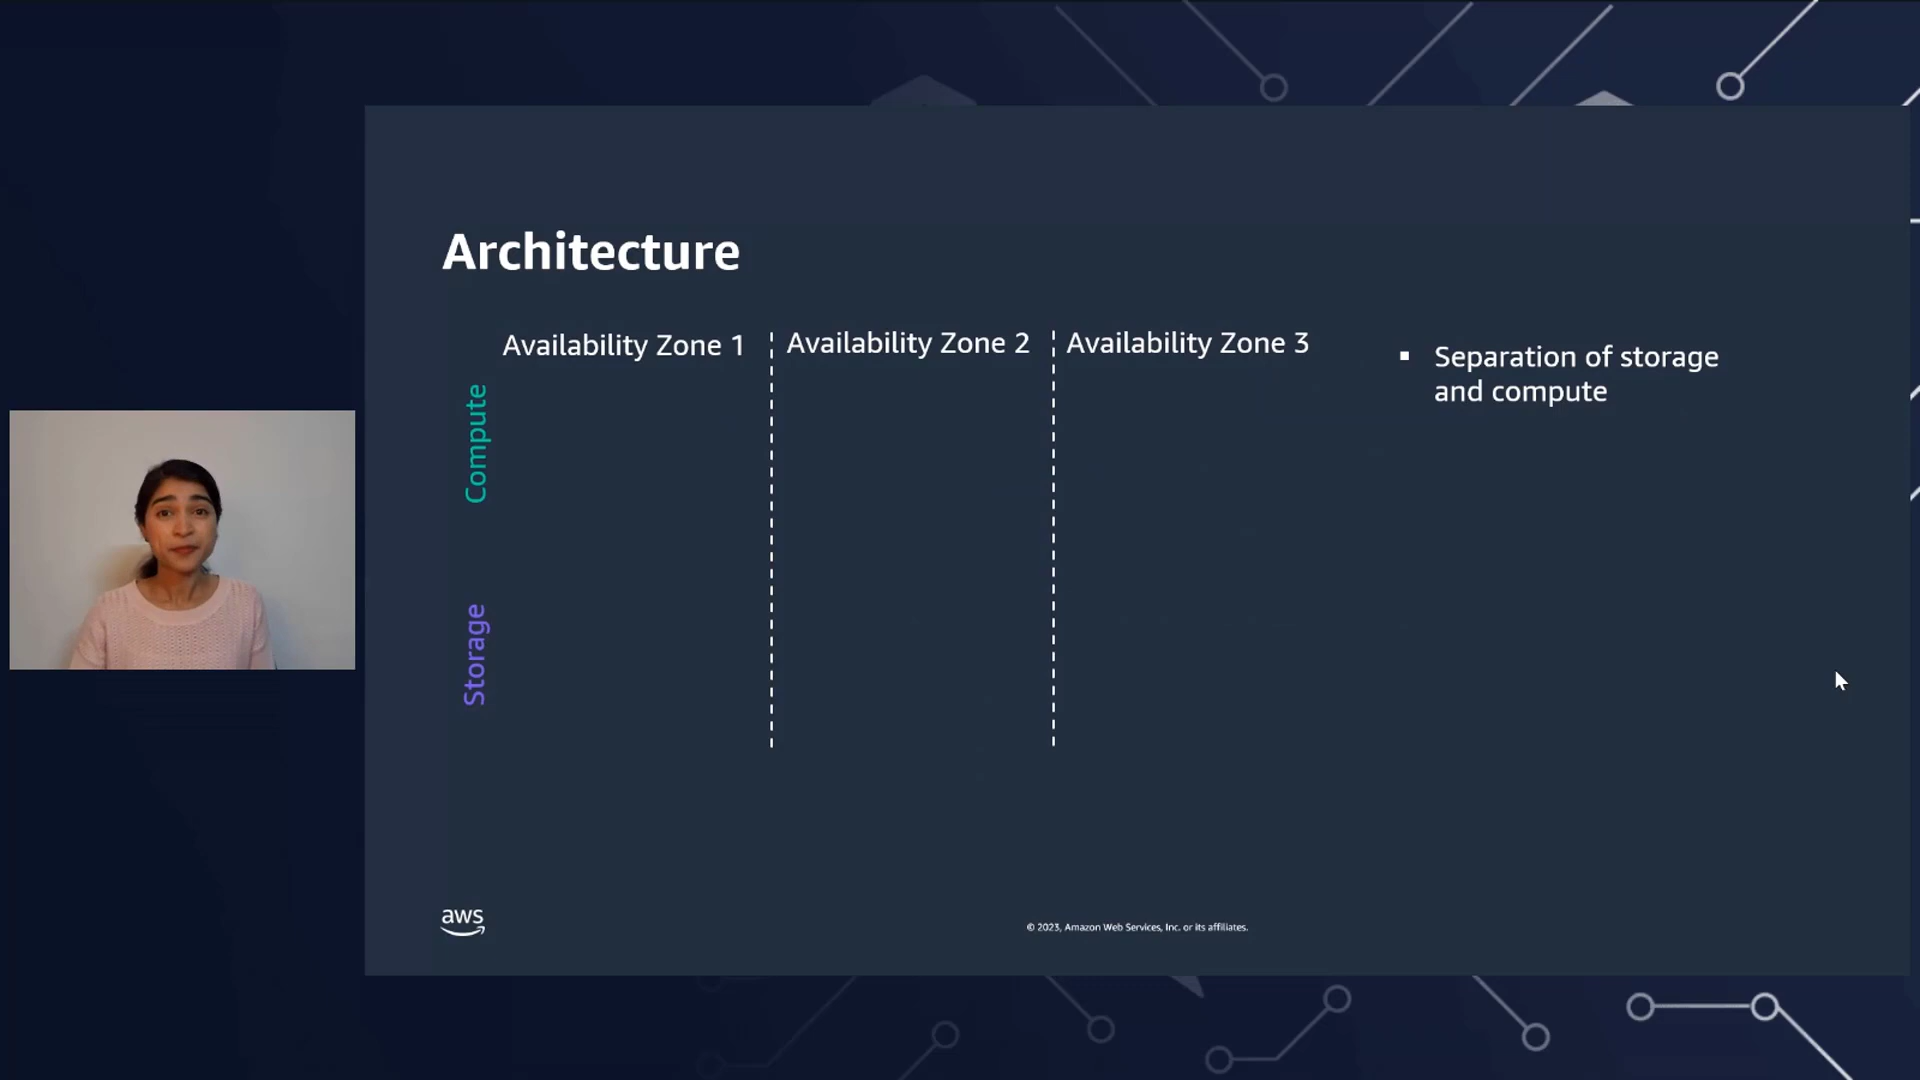 Architecture
Availability Zone 1
Availability Zone 2
Availability Zone 3
Compute
Storage
▪ Separation of storage
and compute
aws
© 2023, Amazon Web Services, Inc. or its affiliates.